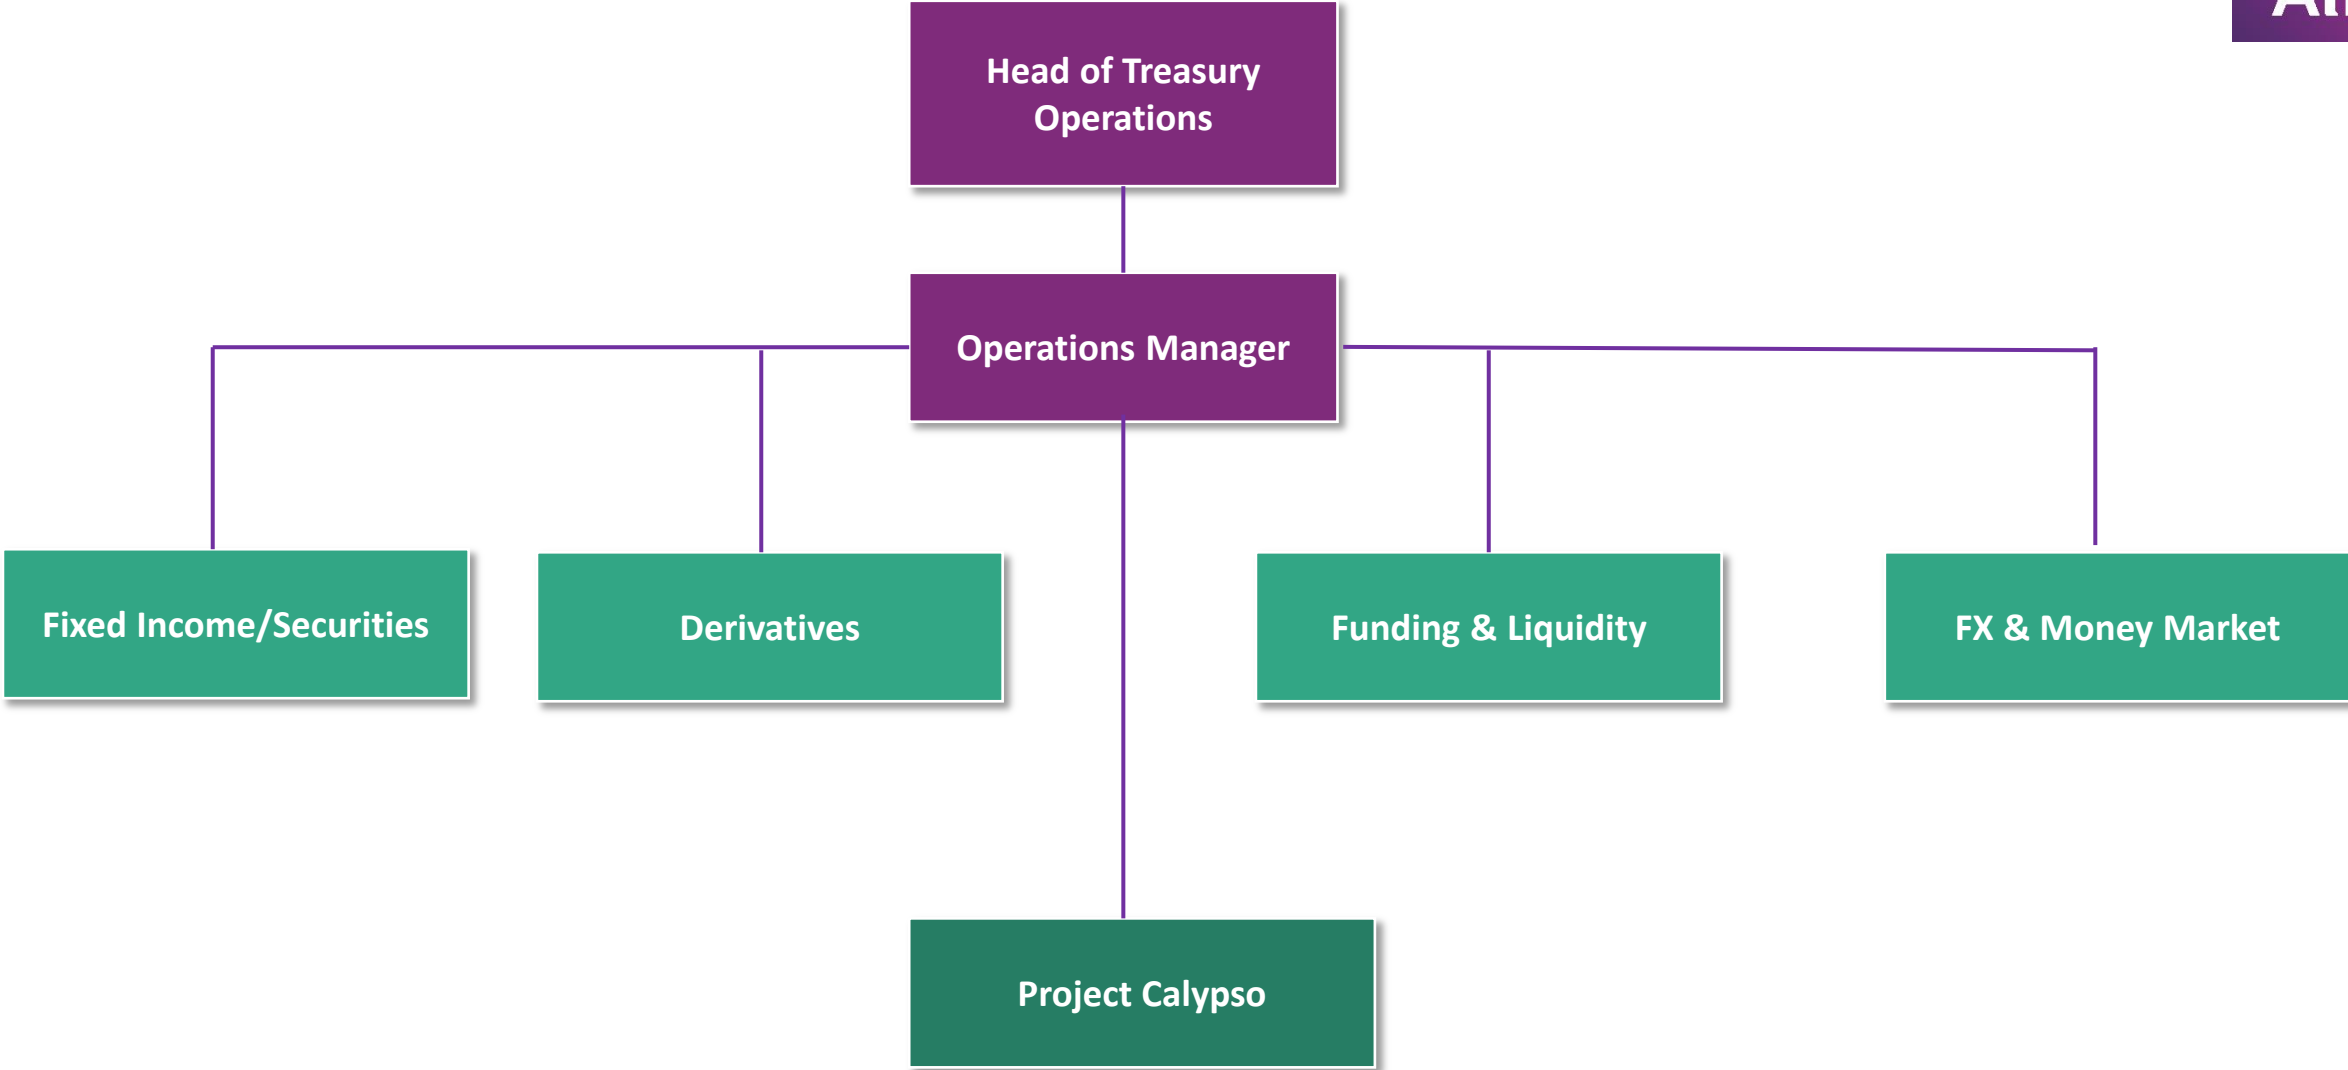 Head of Treasury
Operations
Operations Manager
Fixed Income/Securities
Derivatives
Funding & Liquidity
FX & Money Market
Project Calypso